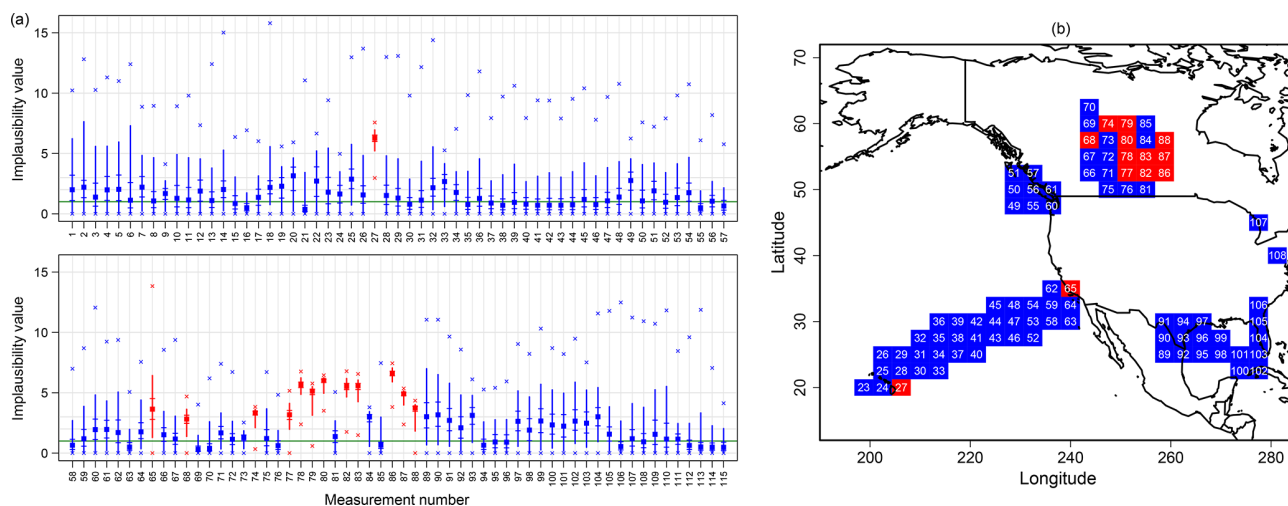 (a)
Implausibility value
15
10
5
0
1 2 3 4 5 6 7 8 9 10 11 12 13 14 15 16 17 18 19 20 21 22 23 24 25 26 27 28 29 30 31 32 33 34 35 36 37 38 39 40 41 42 43 44 45 46 47 48 49 50 51 52 53 54 55 56 57
Implausibility value
15
10
5
0
58 59 60 61 62 63 64 65 66 67 68 69 70 71 72 73 74 75 76 77 78 79 80 81 82 83 84 85 86 87 88 89 90 91 92 93 94 95 96 97 98 99 100 101 102 103 104 105 106 107 108 109 110 111 112 113 114 115
Measurement number
(b)
Latitude
70
60
50
40
30
20
70
69 74 79 85
68 73 80 84 88
67 72 78 83 87
51 57 66 71 77 82 86
50 56 61 75 76 81
49 55 60
107
108
62 65
45 48 54 59 64 106
36 39 42 44 47 53 58 63 91 94 97 105
32 35 38 41 43 46 52 90 93 96 99 104
26 29 31 34 37 40 89 92 95 98 101 103
25 28 30 33 100 102
23 24 27
200 220 240 260 280
Longitude